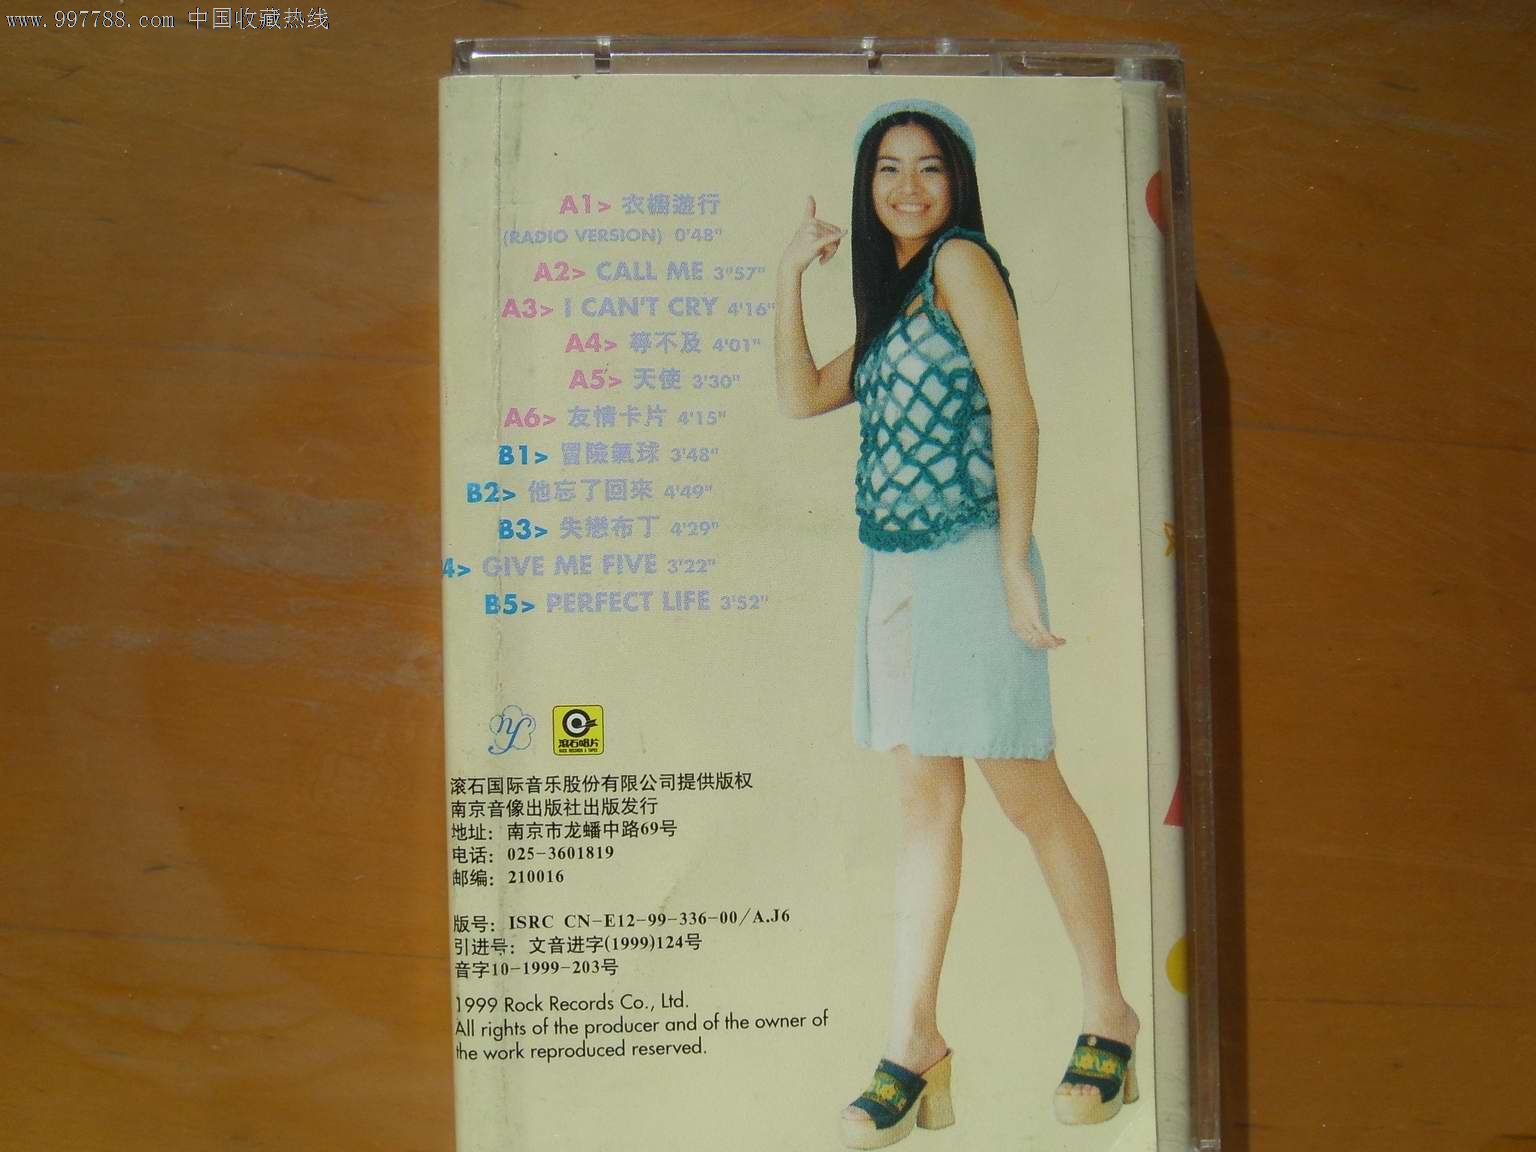 www.997788.com 中国收藏热线
A1> 衣櫥遊行
(RADIO VERSION) 0'48"
A2> CALL ME 3"57"
A3> I CAN'T CRY 4'16"
A4> 等不及 4'01"
A5> 天使 3'30"
A6> 友情卡片 4'15"
B1> 冒險氣球 3'48"
B2> 他忘了回來 4'49"
B3> 失戀布丁 4'29"
4> GIVE ME FIVE 3'22"
B5> PERFECT LIFE 3'52"
滾石唱片
ROCK RECORDS & TAPES
滚石国际音乐股份有限公司提供版权
南京音像出版社出版发行
地址：南京市龙蟠中路69号
电话：025-3601819
邮编：210016
版号：ISRC CN-E12-99-336-00/A.J6
引进号：文音进字(1999)124号
音字10-1999-203号
1999 Rock Records Co., Ltd.
All rights of the producer and of the owner of
the work reproduced reserved.